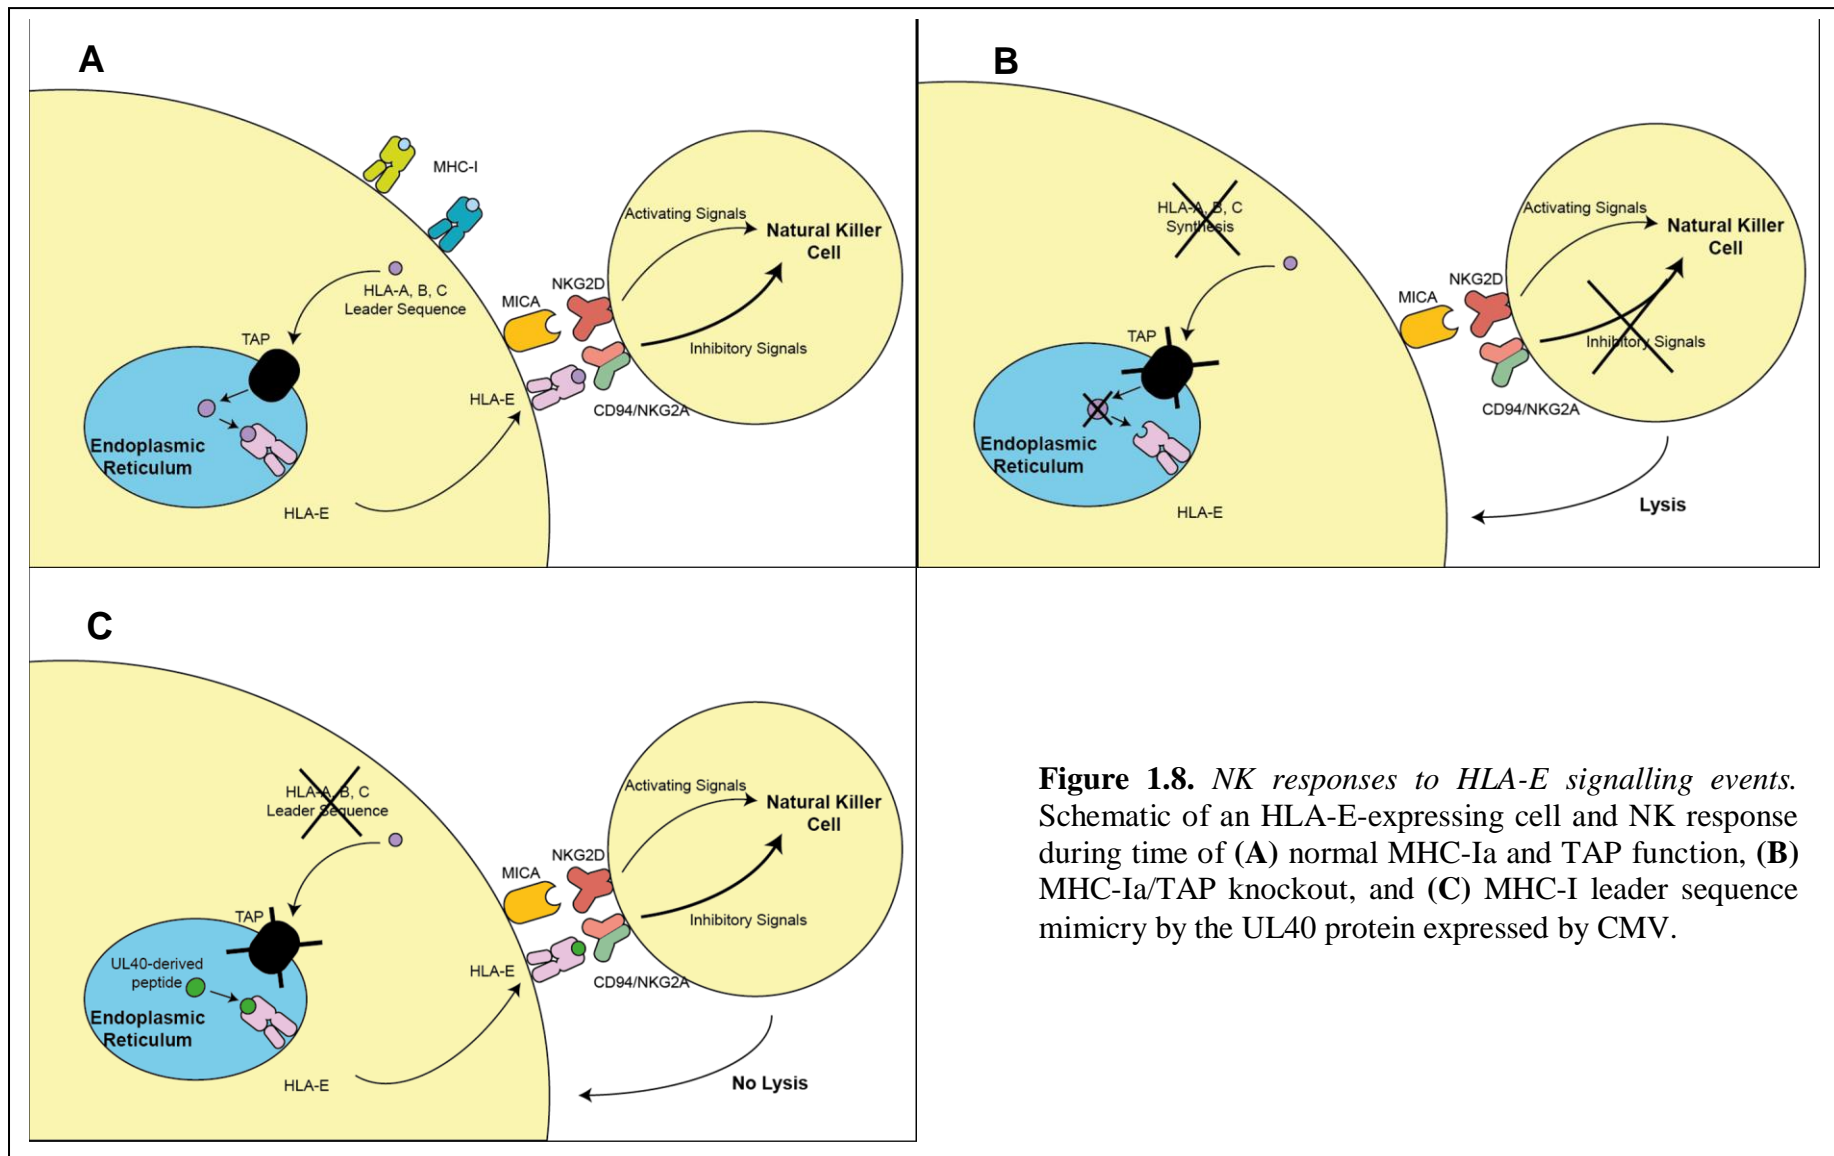 A
MHC-I
HLA-A, B, C
Leader Sequence
TAP
Endoplasmic
Reticulum
HLA-E
HLA-E
MICA
NKG2D
CD94/NKG2A
Activating Signals
Natural Killer
Cell
Inhibitory Signals
B
HLA-A, B, C
Synthesis
TAP
Endoplasmic
Reticulum
HLA-E
MICA
NKG2D
CD94/NKG2A
Activating Signals
Natural Killer
Cell
Inhibitory Signals
Lysis
C
HLA-A, B, C
Leader Sequence
TAP
UL40-derived
peptide
Endoplasmic
Reticulum
HLA-E
HLA-E
MICA
NKG2D
CD94/NKG2A
Activating Signals
Natural Killer
Cell
Inhibitory Signals
No Lysis
Figure 1.8. NK responses to HLA-E signalling events.
Schematic of an HLA-E-expressing cell and NK response
during time of (A) normal MHC-Ia and TAP function, (B)
MHC-Ia/TAP knockout, and (C) MHC-I leader sequence
mimicry by the UL40 protein expressed by CMV.